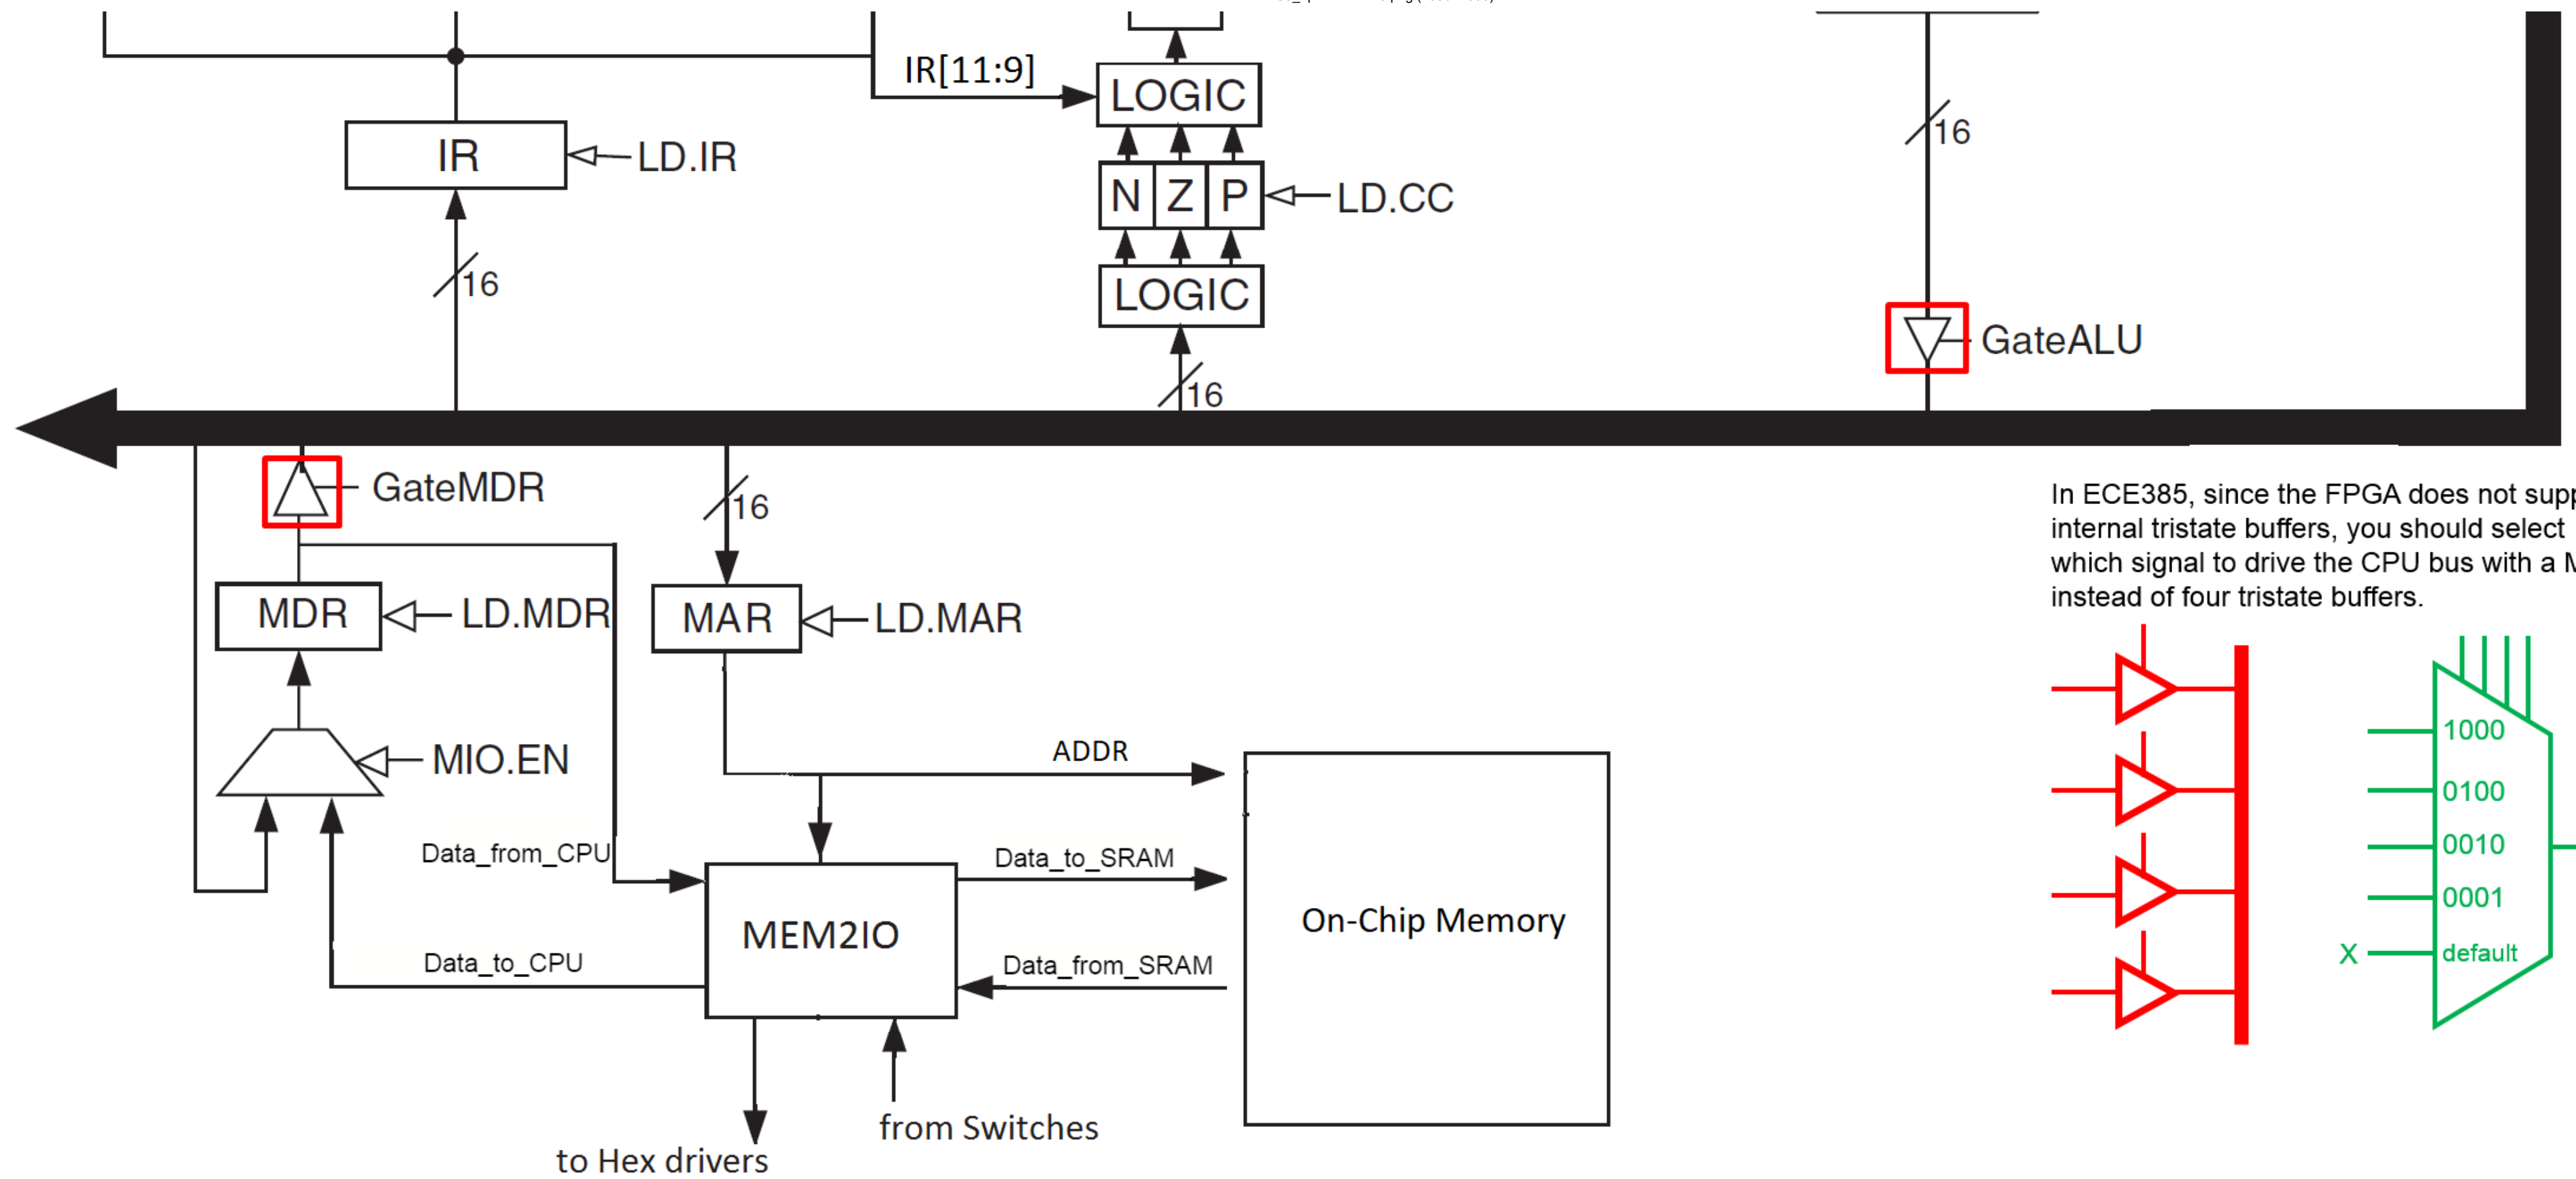 IR[11:9]
LOGIC
IR
LD.IR
16
N Z P
LD.CC
16
LOGIC
16
GateALU
16
GateMDR
16
In ECE385, since the FPGA does not
internal tristate buffers, you should select
which signal to drive the CPU bus with a
instead of four tristate buffers.
MDR
LD.MDR
MAR
LD.MAR
MIO.EN
ADDR
1000
0100
0010
0001
X default
Data_from_CPU
Data_to_SRAM
MEM2IO
On-Chip Memory
Data_to_CPU
Data_from_SRAM
from Switches
to Hex drivers